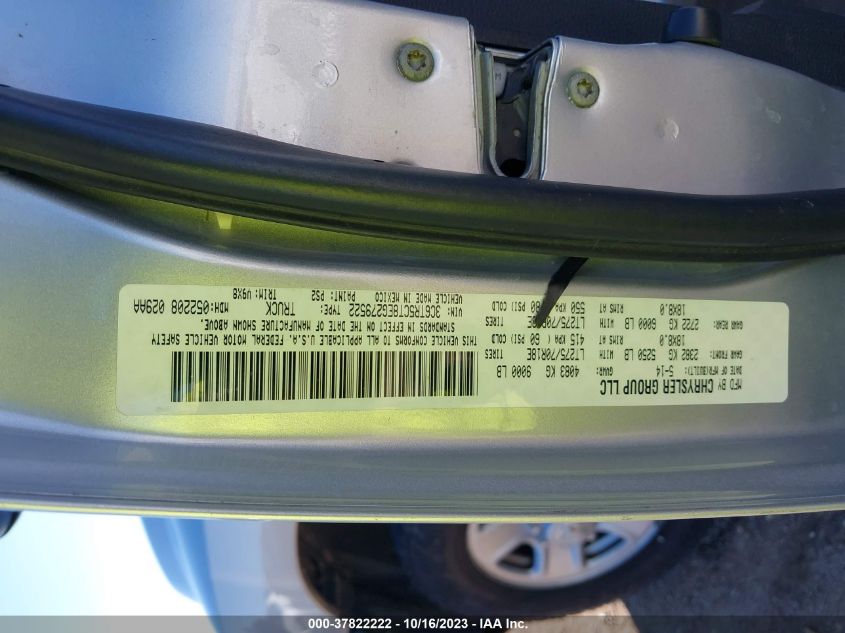 MFD BY CHRYSLER GROUP LLC
DATE OF MFR(BUILT): 5-14 GVWR: 4083 KG 9000 LB
GAWR FRONT: 2382 KG 5250 LB WITH LT275/70R18E TIRES
18X8.0 RIMS AT 415 KPA ( 60 PSI) COLD
GAWR REAR: 2722 KG 6000 LB WITH LT275/70R18E TIRES
18X8.0 RIMS AT 550 KPA 80 PSI) COLD
THIS VEHICLE CONFORMS TO ALL APPLICABLE U.S.A. FEDERAL MOTOR VEHICLE SAFETY
STANDARDS IN EFFECT ON THE DATE OF MANUFACTURE SHOWN ABOVE.
VIN: 3C6TR5CT8EG279522 TYPE: TRUCK MDH: 052208 029AA
VEHICLE MADE IN MEXICO PAINT: PS2 TRIM: V9X8
000-37822222 - 10/16/2023 - IAA Inc.